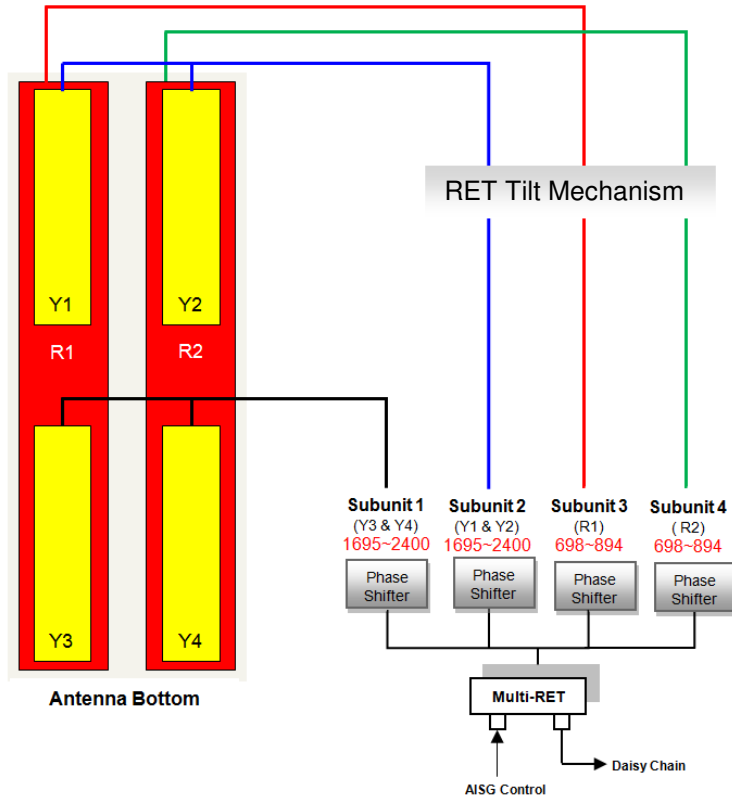 RET Tilt Mechanism
Y1
Y2
R1
R2
Y3
Y4
Antenna Bottom
Subunit 1
(Y3 & Y4)
1695~2400
Phase
Shifter
Subunit 2
(Y1 & Y2)
1695~2400
Phase
Shifter
Subunit 3
(R1)
698~894
Phase
Shifter
Subunit 4
( R2)
698~894
Phase
Shifter
Multi-RET
Daisy Chain
AISG Control